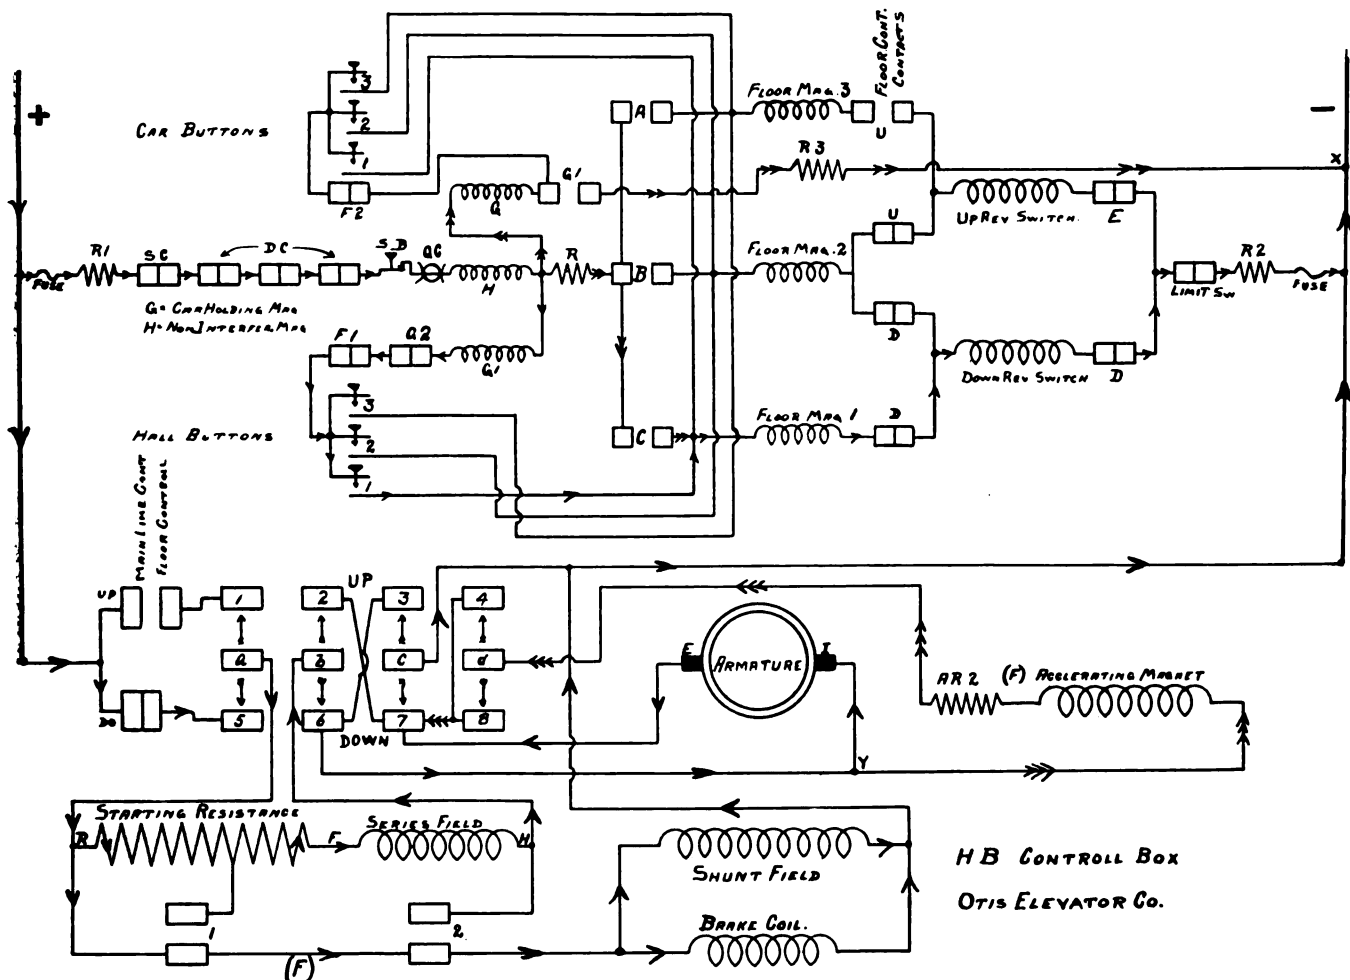 +
−
CAR BUTTONS
3
2
1
F2
A
FLOOR MAG. 3
FLOOR CONT. CONTACTS
U
R3
X
G
G'
UP REV SWITCH.
E
R1
SC
DC
S.B
QC
H
R
B
FLOOR MAG. 2
U
D
R2
LIMIT SW
FUSE
FUSE
G = CAR HOLDING MAG
H = NON INTERFER. MAG
F1
Q2
G'
DOWN REV SWITCH
D
HALL BUTTONS
3
2
1
C
FLOOR MAG. 1
D
MAIN LINE CONT
FLOOR CONTROL
UP
DO
1
a
5
UP
2
b
6
DOWN
3
C
7
4
d
8
E
ARMATURE
I
AR2
(F) ACCLERATING MAGNET
Y
STARTING RESISTANCE
R
F
SERIES FIELD
H
1
2
(F)
SHUNT FIELD
BRAKE COIL.
HB CONTROLL BOX
OTIS ELEVATOR CO.